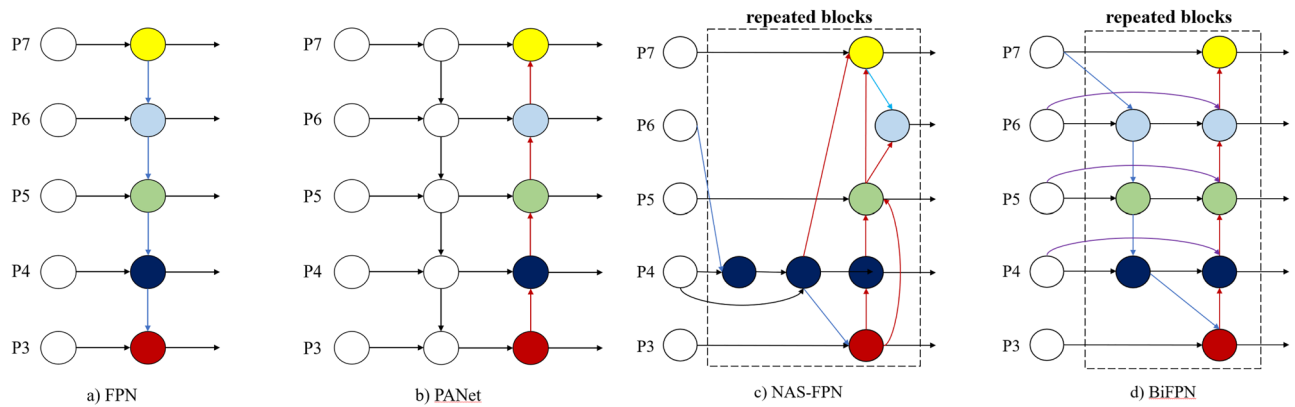 repeated blocks
repeated blocks
P7
P6
P5
P4
P3
a) FPN
P7
P6
P5
P4
P3
b) PANet
P7
P6
P5
P4
P3
c) NAS-FPN
P7
P6
P5
P4
P3
d) BiFPN